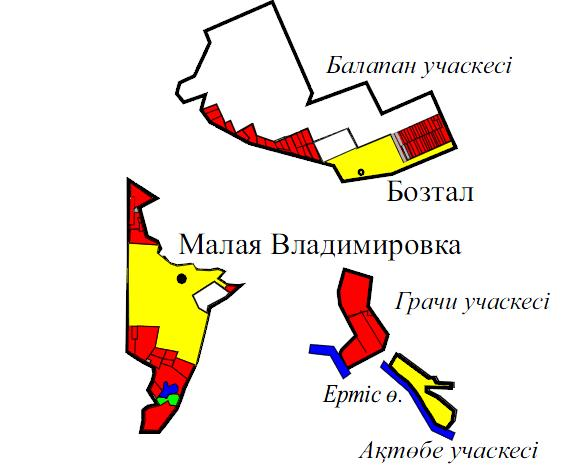 Балапан учаскесі
Бозтал
Малая Владимировка
Грачи учаскесі
Ертіс ө.
Ақтөбе учаскесі